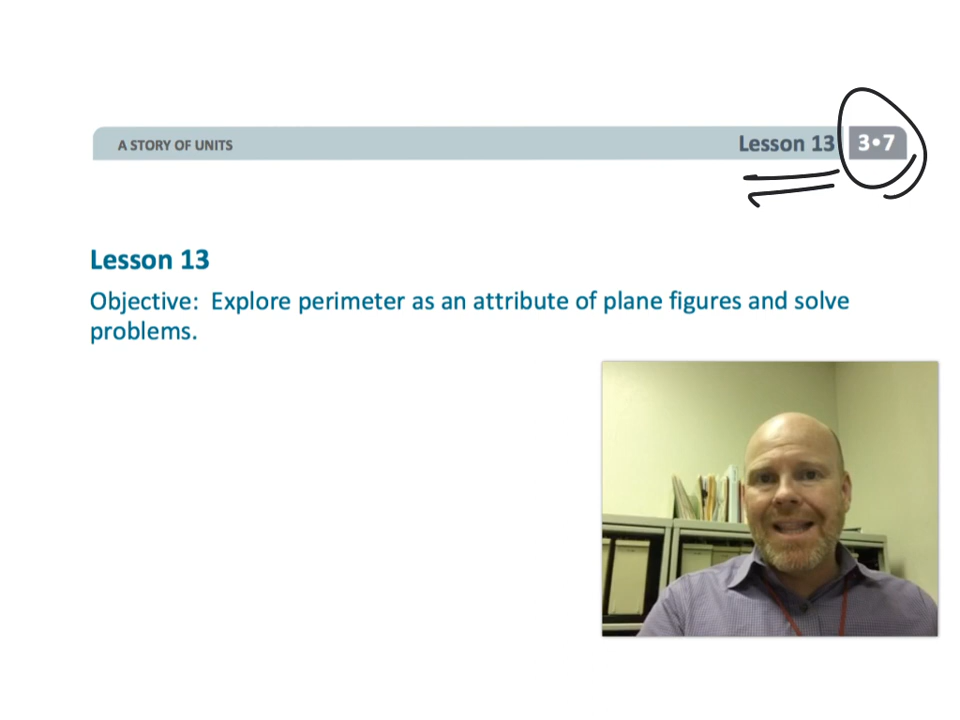 A STORY OF UNITS
Lesson 13
3•7
Lesson 13
Objective: Explore perimeter as an attribute of plane figures and solve
problems.